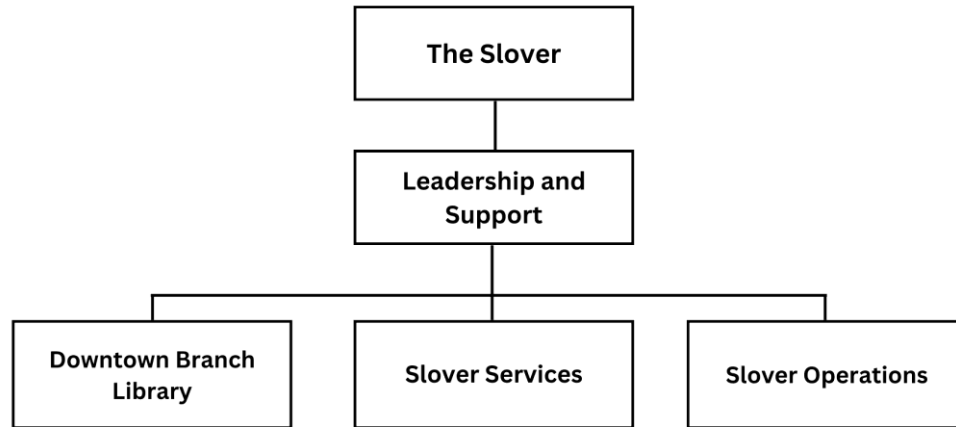 The Slover
Leadership and
Support
Downtown Branch
Library
Slover Services
Slover Operations